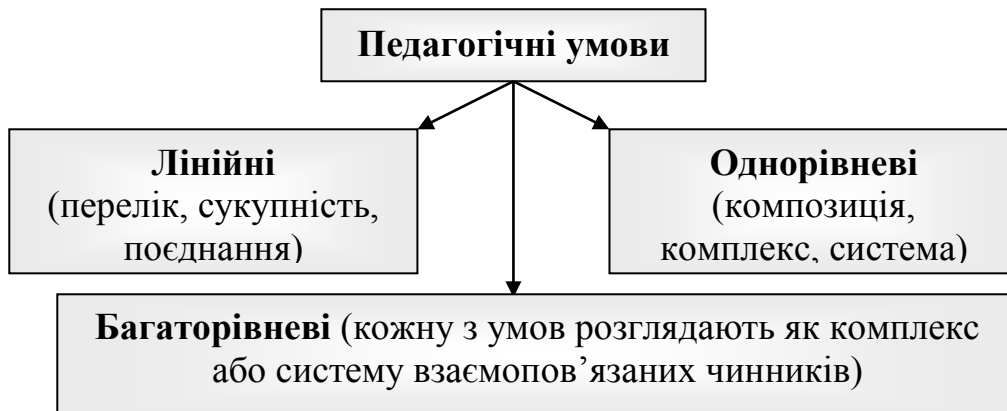 Педагогічні умови
Лінійні
(перелік, сукупність,
поєднання)
Однорівневі
(композиція,
комплекс, система)
Багаторівневі (кожну з умов розглядають як комплекс
або систему взаємопов’язаних чинників)